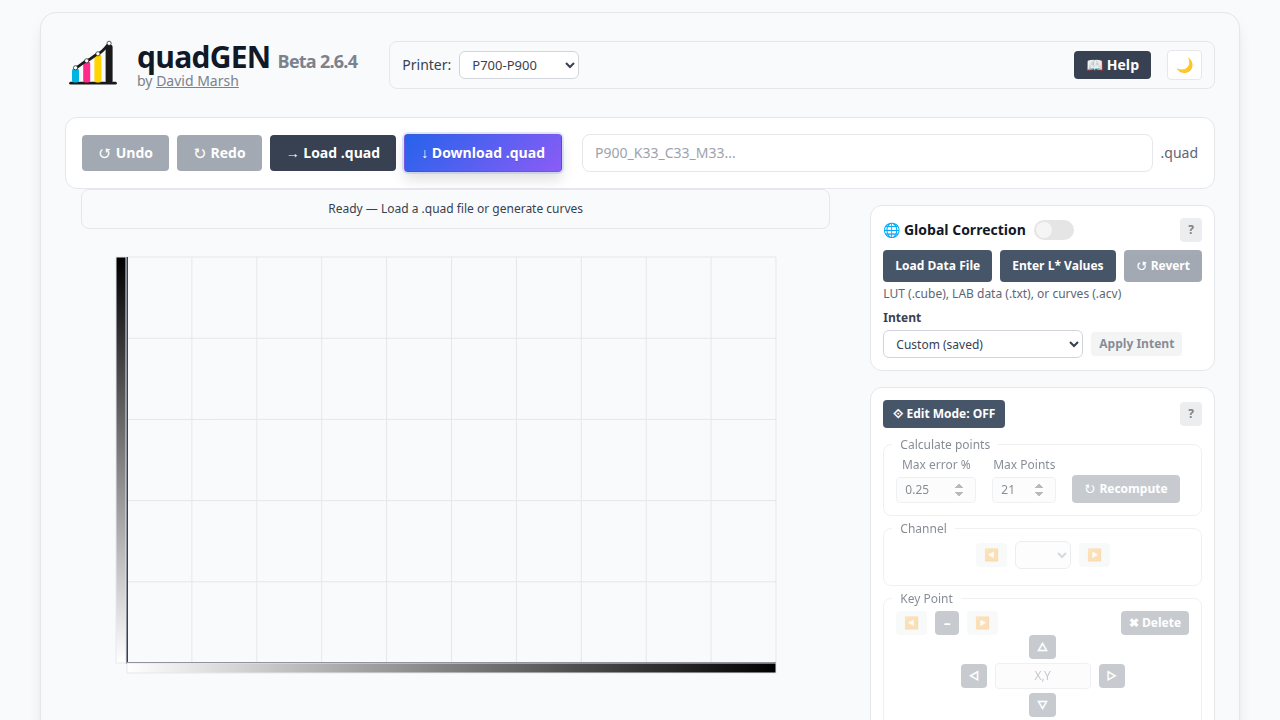 quadGEN Beta 2.6.4
by David Marsh
Printer: P700-P900
📖 Help
🌙
↺ Undo
↻ Redo
→ Load .quad
↓ Download .quad
P900_K33_C33_M33...
.quad
Ready — Load a .quad file or generate curves
🌐 Global Correction
?
Load Data File
Enter L* Values
↺ Revert
LUT (.cube), LAB data (.txt), or curves (.acv)
Intent
Custom (saved)
Apply Intent
⟐ Edit Mode: OFF
?
Calculate points
Max error % Max Points
0.25 21 ↻ Recompute
Channel
◀️ ▶️
Key Point
◀️ – ▶️ ✖ Delete
△
◁ X,Y ▷
▽